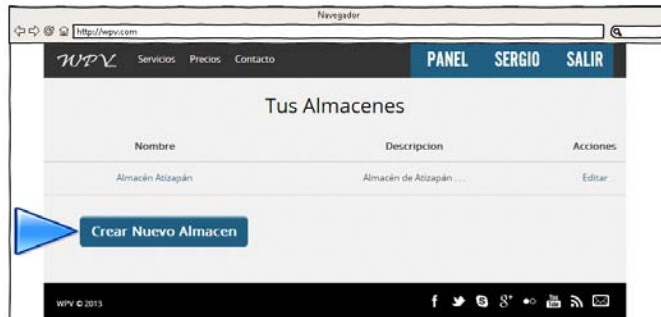 Navegador
http://wpv.com
WPV Servicios Precios Contacto PANEL SERGIO SALIR
Tus Almacenes
Nombre Descripcion Acciones
Almacén Atizapán Almacén de Atizapán . . . Editar
Crear Nuevo Almacen
WPV © 2013